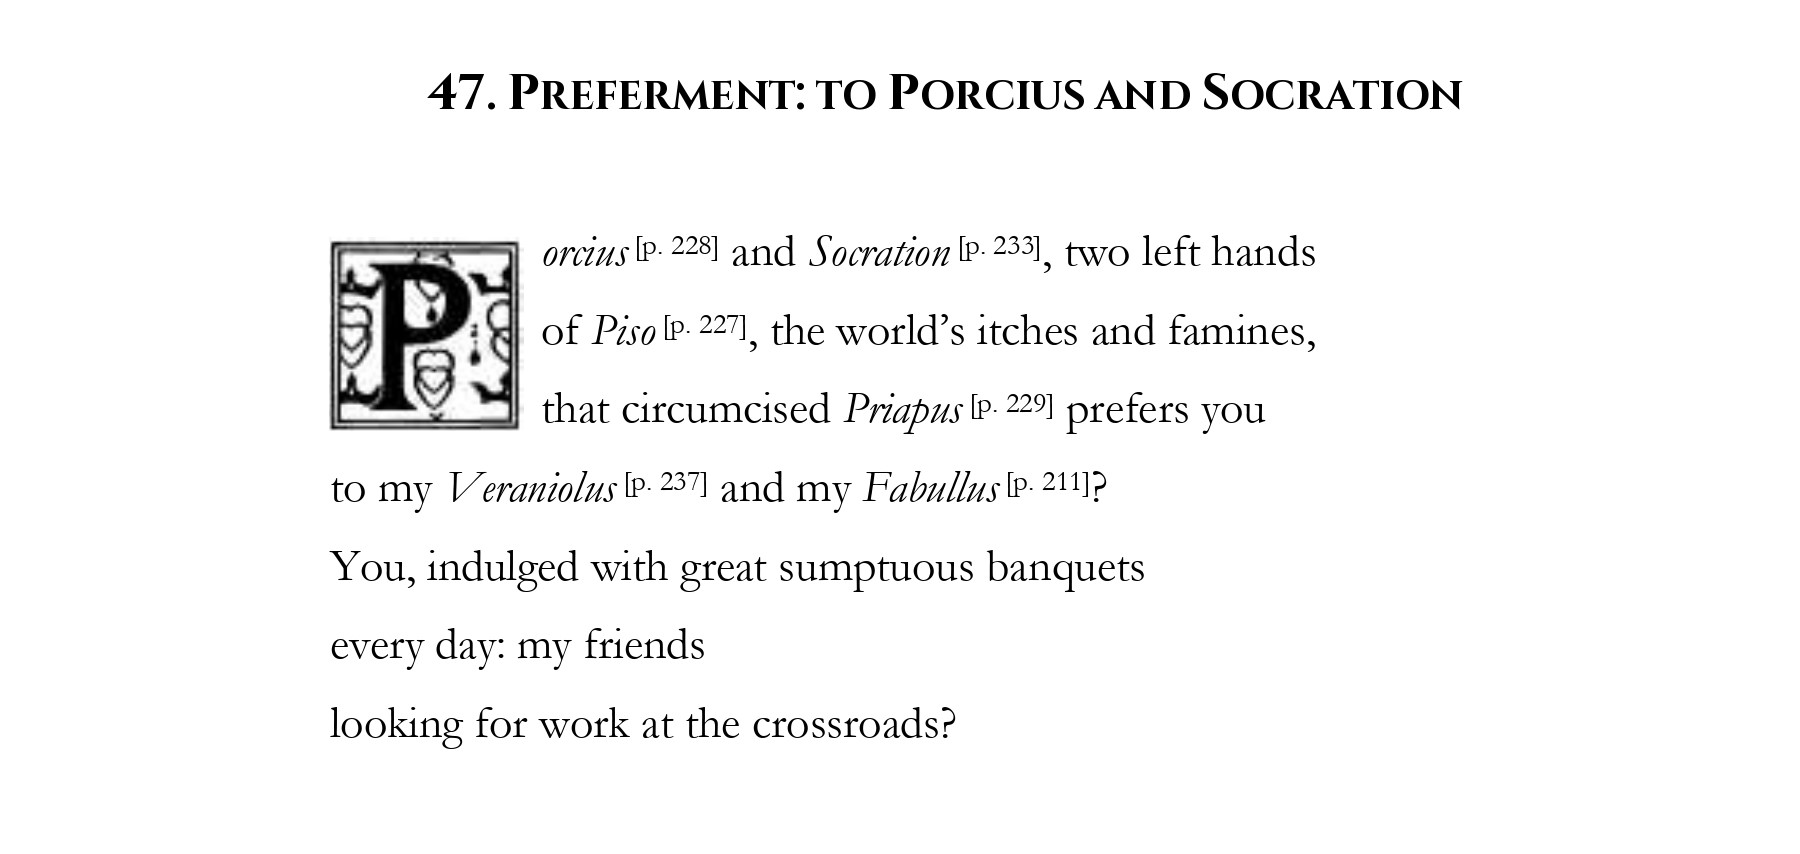 47. PREFERMENT: TO PORCIUS AND SOCRATION
Porcius [p. 228] and Socration [p. 233], two left hands
of Piso [p. 227], the world’s itches and famines,
that circumcised Priapus [p. 229] prefers you
to my Veraniolus [p. 237] and my Fabullus [p. 211]?
You, indulged with great sumptuous banquets
every day: my friends
looking for work at the crossroads?